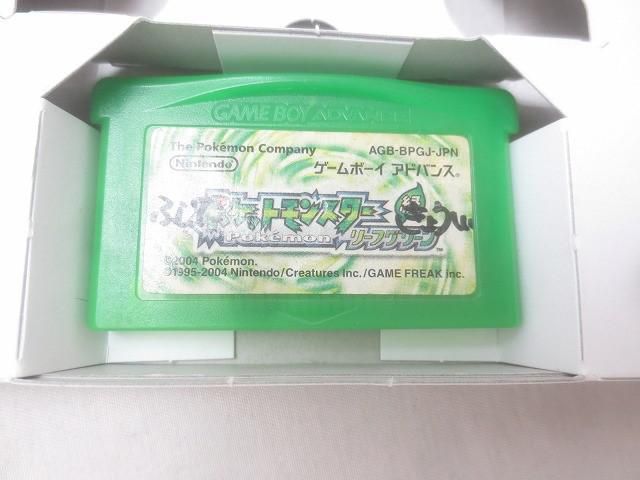 GAME BOY ADVANCE
The Pokémon Company AGB-BPGJ-JPN
Nintendo ゲームボーイ アドバンス®
ポケットモンスター
Pokémon リーフグリーン™
©2004 Pokémon.
©1995-2004 Nintendo/Creatures Inc./GAME FREAK inc.